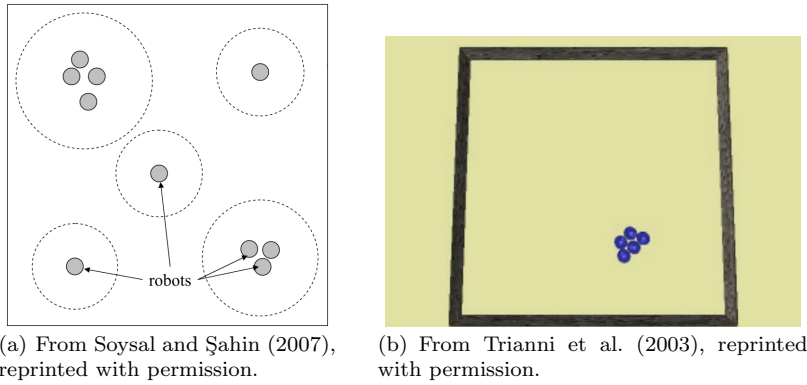 robots
(a) From Soysal and Şahin (2007),
reprinted with permission.
(b) From Trianni et al. (2003), reprinted
with permission.